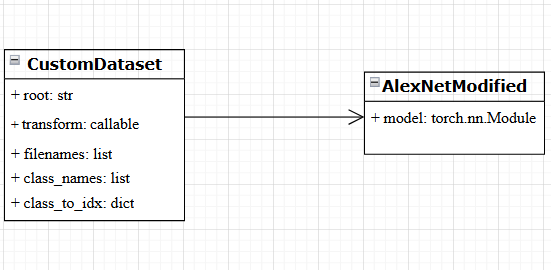 CustomDataset
+ root: str
+ transform: callable
+ filenames: list
+ class_names: list
+ class_to_idx: dict
AlexNetModified
+ model: torch.nn.Module